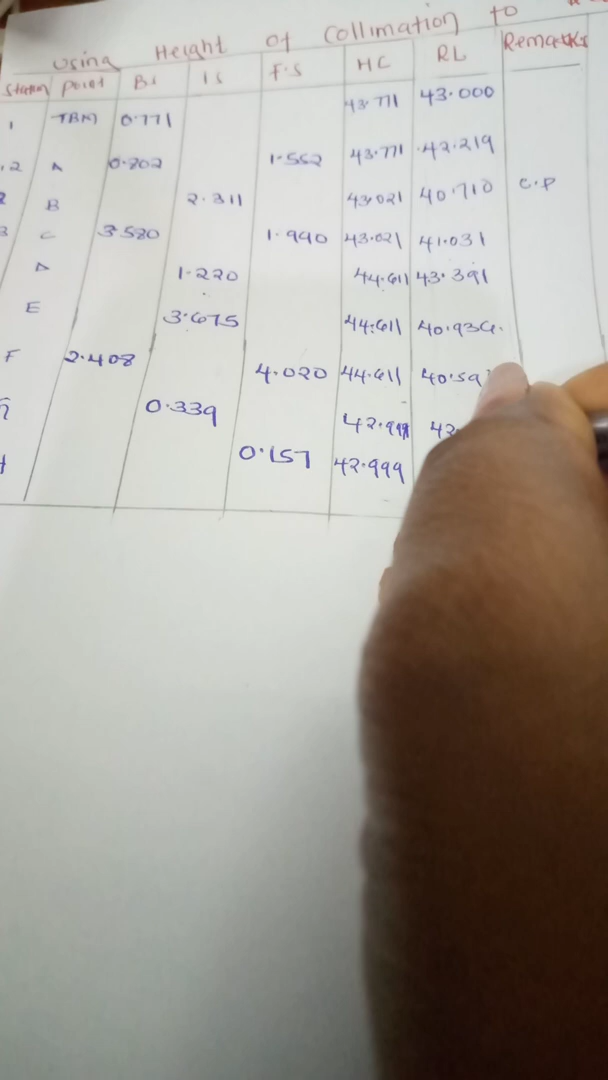 Using Height Of Collimation to
Station point Bs Is F.S HC RL Remarks
1 TBM 0.771 43.771 43.000
2 A 0.802 1.552 43.771 42.219
2 B 2.311 43.021 40.710 C.P
3 C 3.580 1.990 43.021 41.031
D 1.220 44.611 43.391
E 3.675 44.611 40.936
F 2.408 4.020 44.611 40.59
0.339 42.999 42.
0.157 42.999